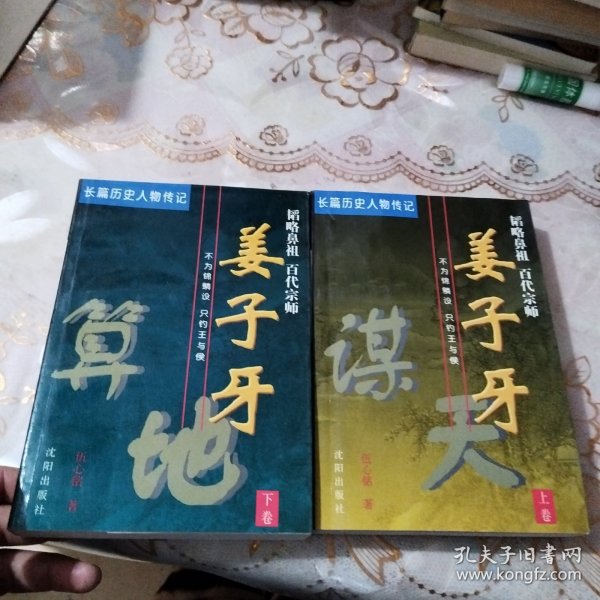 长篇历史人物传记
韬略鼻祖 百代宗师
姜子牙
不为锦鳞设 只钓王与侯
算地
伍心铭 著
沈阳出版社
下卷
长篇历史人物传记
韬略鼻祖 百代宗师
姜子牙
不为锦鳞设 只钓王与侯
谋天
伍心铭 著
沈阳出版社
上卷
孔夫子旧书网
www.kongfz.com